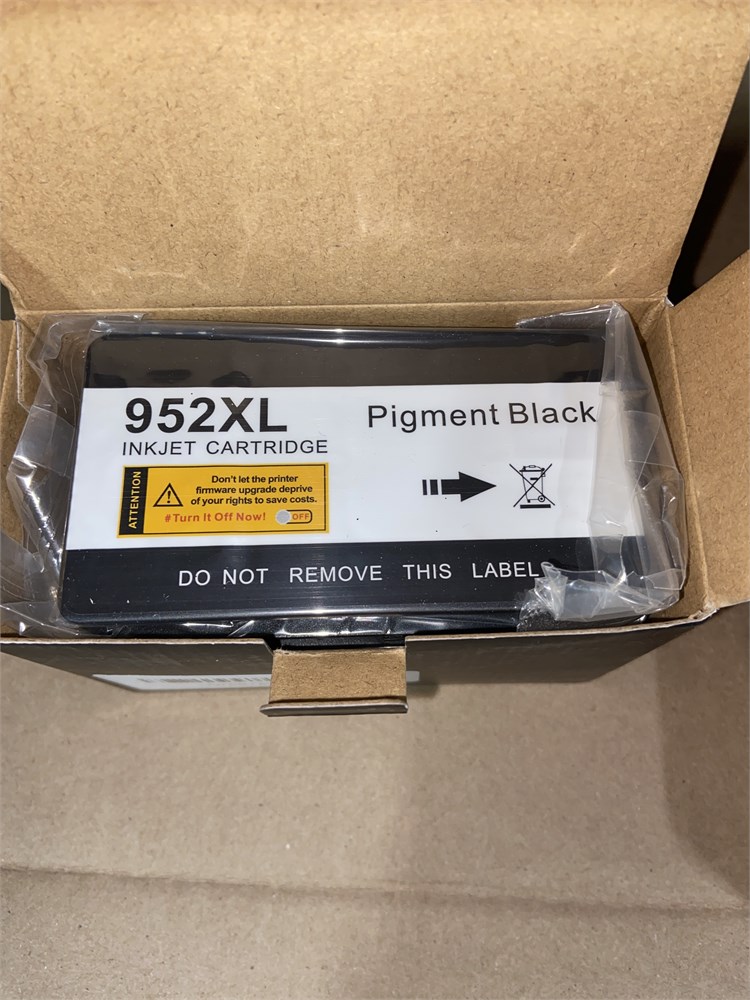 952XL
INKJET CARTRIDGE
Pigment Black
ATTENTION
Don't let the printer
firmware upgrade deprive
of your rights to save costs.
#Turn It Off Now! OFF
DO NOT REMOVE THIS LABEL